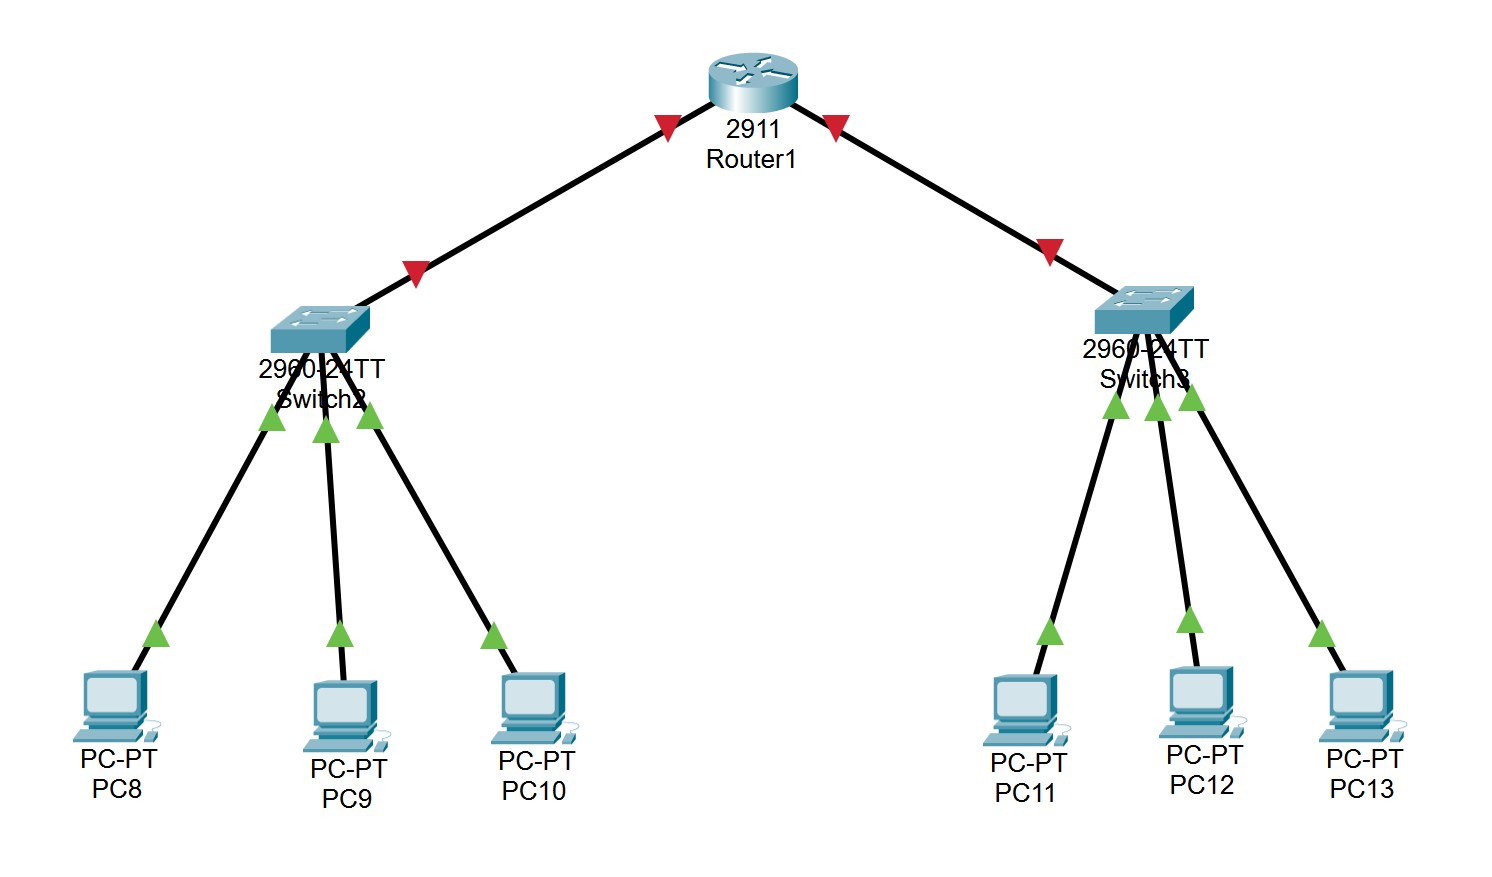 2911
Router1
2960-24TT
Switch2
2960-24TT
Switch3
PC-PT
PC8
PC-PT
PC9
PC-PT
PC10
PC-PT
PC11
PC-PT
PC12
PC-PT
PC13